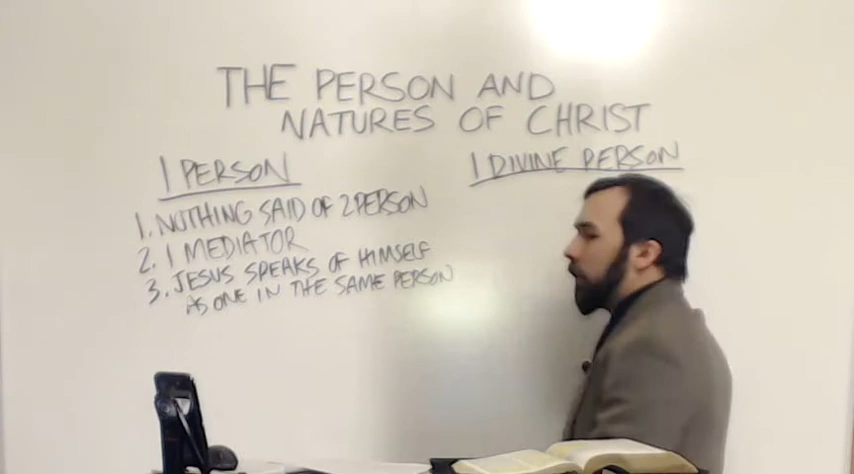 THE PERSON AND
NATURES OF CHRIST
1 PERSON
1. NOTHING SAID OF 2 PERSON
2. 1 MEDIATOR
3. JESUS SPEAKS OF HIMSELF
AS ONE IN THE SAME PERSON
1 DIVINE PERSON